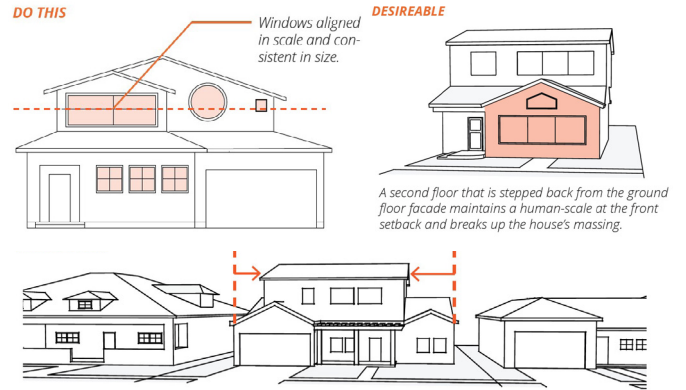 DO THIS
Windows aligned
in scale and con-
sistent in size.
DESIREABLE
A second floor that is stepped back from the ground
floor facade maintains a human-scale at the front
setback and breaks up the house's massing.